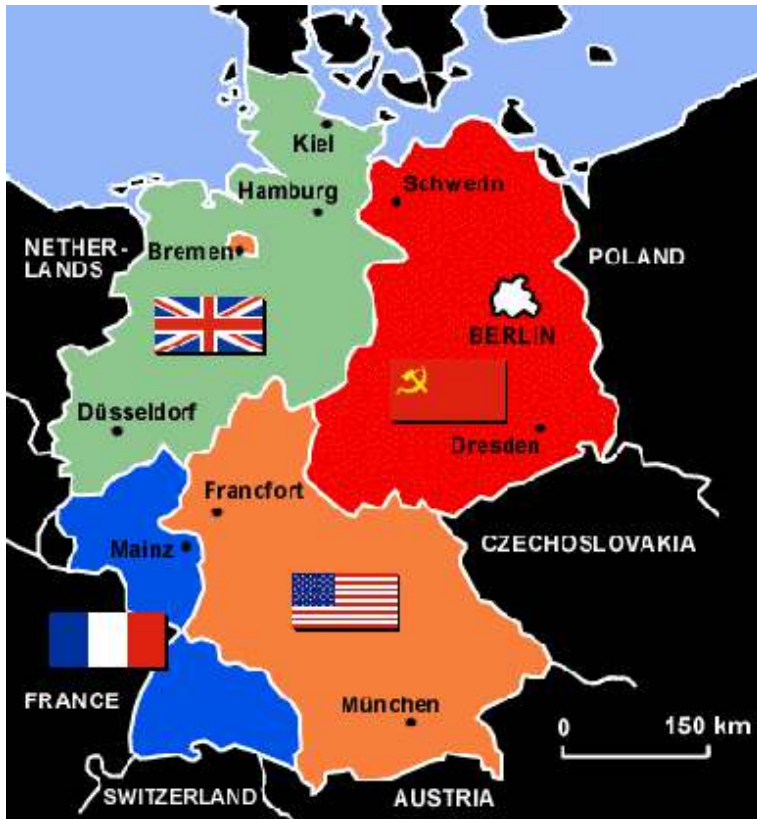 Kiel
Hamburg
Schwerin
NETHER-
LANDS
Bremen
POLAND
BERLIN
Düsseldorf
Dresden
Francfort
Mainz
CZECHOSLOVAKIA
FRANCE
München
0 150 km
SWITZERLAND
AUSTRIA